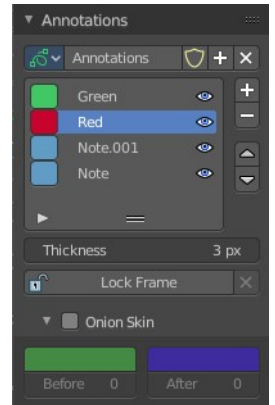 Annotations
Annotations
Green
Red
Note.001
Note
Thickness 3 px
Lock Frame
Onion Skin
Before 0 After 0